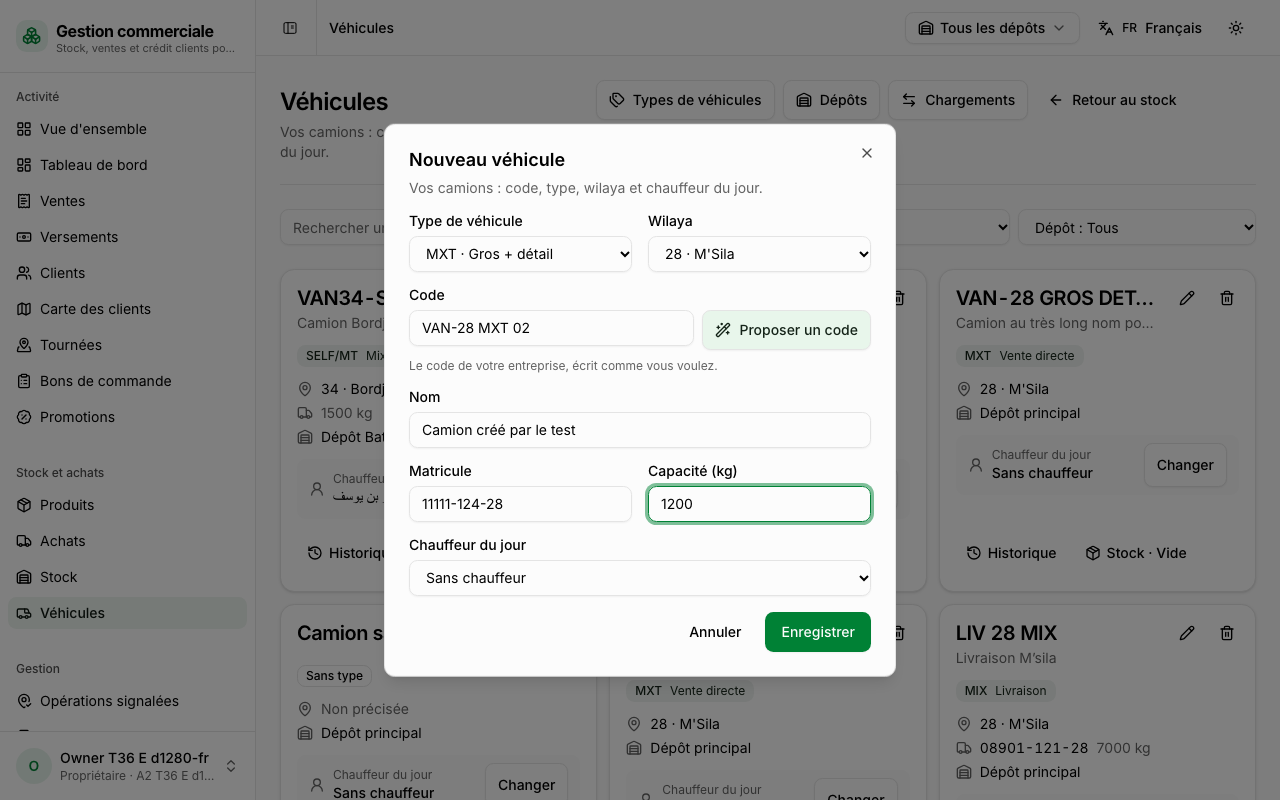 Gestion commerciale
Stock, ventes et crédit clients po...
Activité
Vue d'ensemble
Tableau de bord
Ventes
Versements
Clients
Carte des clients
Tournées
Bons de commande
Promotions
Stock et achats
Produits
Achats
Stock
Véhicules
Gestion
Opérations signalées
O
Owner T36 E d1280-fr
Propriétaire · A2 T36 E d1...
Véhicules
Tous les dépôts
FR Français
Véhicules
Vos camions : c
du jour.
Types de véhicules
Dépôts
Chargements
Retour au stock
Rechercher un
Dépôt : Tous
Nouveau véhicule
Vos camions : code, type, wilaya et chauffeur du jour.
Type de véhicule
Wilaya
MXT · Gros + détail
28 · M'Sila
Code
VAN-28 MXT 02
Proposer un code
Le code de votre entreprise, écrit comme vous voulez.
Nom
Camion créé par le test
Matricule
Capacité (kg)
11111-124-28
1200
Chauffeur du jour
Sans chauffeur
Annuler
Enregistrer
VAN34-S
Camion Bordj
SELF/MT Mix
34 · Bordj
1500 kg
Dépôt Bat
Chauffeu
بن يوسف
Historiqu
VAN-28 GROS DET...
Camion au très long nom po...
MXT Vente directe
28 · M'Sila
Dépôt principal
Chauffeur du jour
Sans chauffeur
Changer
Historique
Stock · Vide
Camion s
Sans type
Non précisée
Dépôt principal
Chauffeur du jour
Sans chauffeur
Changer
MXT Vente directe
28 · M'Sila
Dépôt principal
Chauffeur du jour
Changer
LIV 28 MIX
Livraison M'sila
MIX Livraison
28 · M'Sila
08901-121-28 7000 kg
Dépôt principal